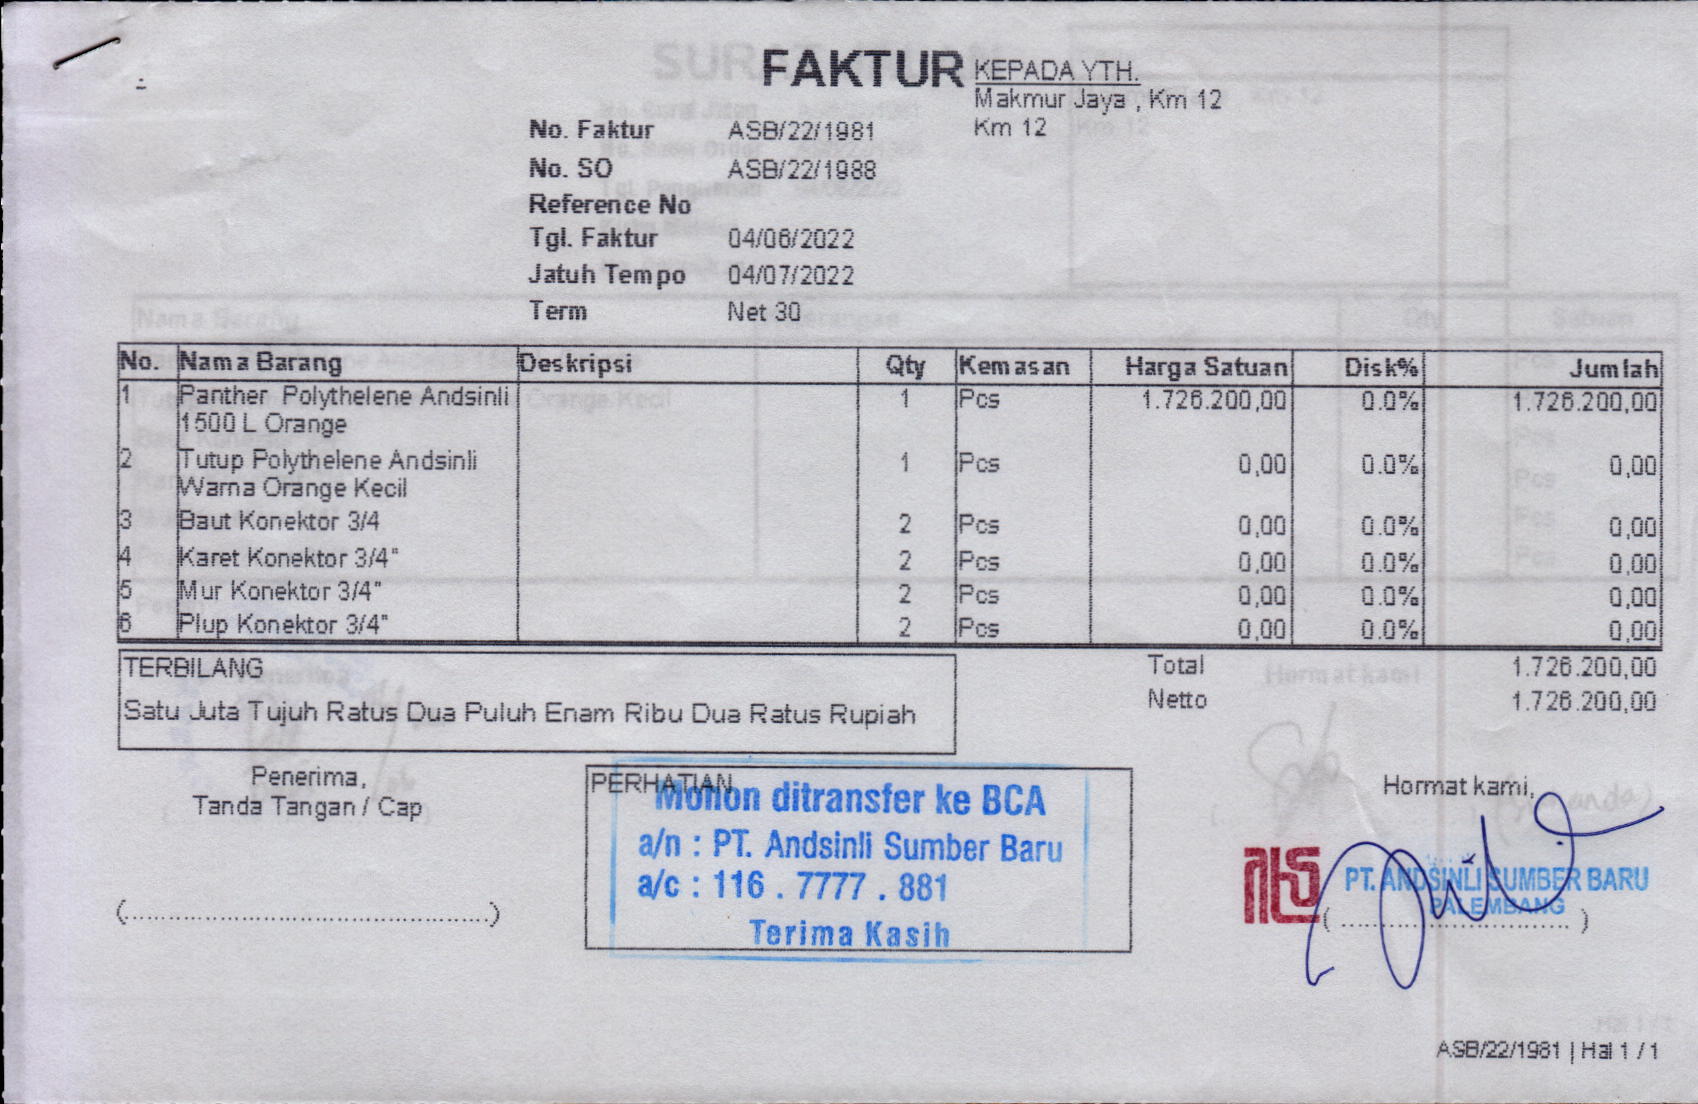 FAKTUR
KEPADA YTH.
Makmur Jaya , Km 12
Km 12
No. Faktur ASB/22/1981
No. SO ASB/22/1988
Reference No
Tgl. Faktur 04/06/2022
Jatuh Tempo 04/07/2022
Term Net 30
No. Nama Barang Deskripsi Qty Kemasan Harga Satuan Disk% Jumlah
1 Panther Polythelene Andsinli 1 Pcs 1.726.200,00 0.0% 1.726.200,00
1500 L Orange
2 Tutup Polythelene Andsinli 1 Pcs 0,00 0.0% 0,00
Warna Orange Kecil
3 Baut Konektor 3/4 2 Pcs 0,00 0.0% 0,00
4 Karet Konektor 3/4" 2 Pcs 0,00 0.0% 0,00
5 Mur Konektor 3/4" 2 Pcs 0,00 0.0% 0,00
6 Plup Konektor 3/4" 2 Pcs 0,00 0.0% 0,00
TERBILANG
Satu Juta Tujuh Ratus Dua Puluh Enam Ribu Dua Ratus Rupiah
Total 1.726.200,00
Netto 1.726.200,00
Penerima,
Tanda Tangan / Cap
(..................................................)
PERHATIAN
Mohon ditransfer ke BCA
a/n : PT. Andsinli Sumber Baru
a/c : 116 . 7777 . 881
Terima Kasih
Hormat kami,
PT. ANDSINLI SUMBER BARU
PALEMBANG
(................................)
ASB/22/1981 | Hal 1 / 1